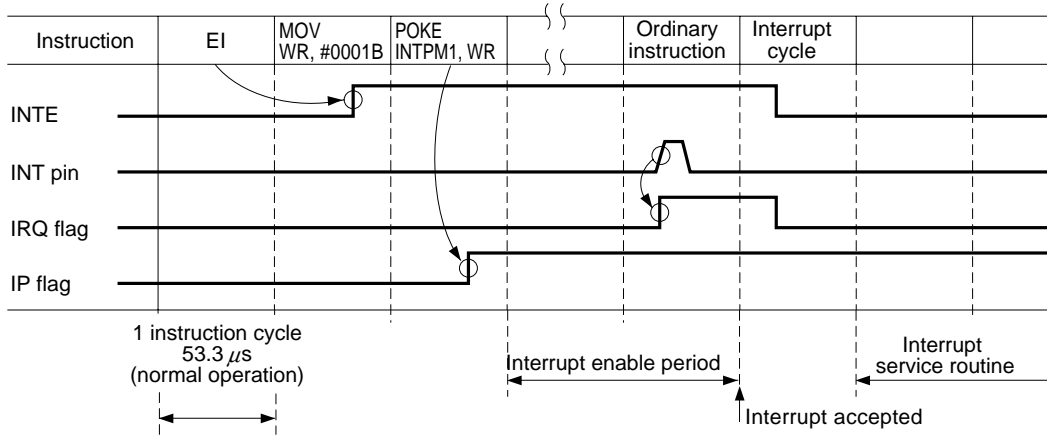 Instruction
EI
MOV
WR, #0001B
POKE
INTPM1, WR
Ordinary
instruction
Interrupt
cycle
INTE
INT pin
IRQ flag
IP flag
1 instruction cycle
53.3 μs
(normal operation)
Interrupt enable period
Interrupt accepted
Interrupt
service routine